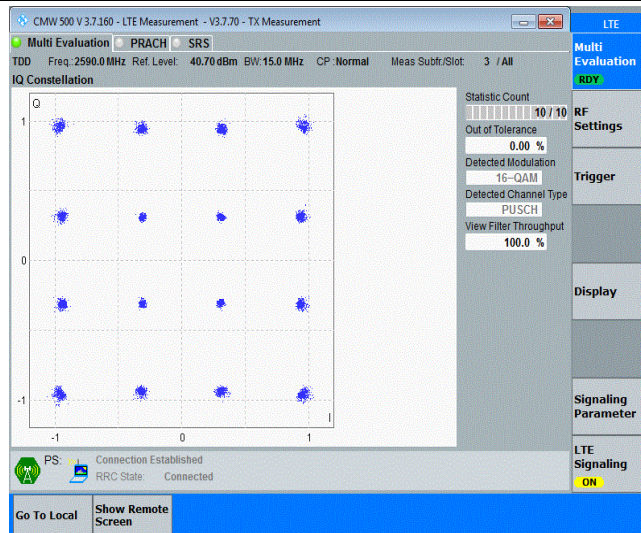 CMW 500 V 3.7.160 - LTE Measurement - V3.7.70 - TX Measurement
LTE
Multi Evaluation PRACH SRS
TDD Freq.:2590.0 MHz Ref. Level: 40.70 dBm BW:15.0 MHz CP :Normal Meas Subfr./Slot: 3 / All
IQ Constellation
Q
1
0
-1
-1 0 1
I
Statistic Count
10 / 10
Out of Tolerance
0.00 %
Detected Modulation
16-QAM
Detected Channel Type
PUSCH
View Filter Throughput
100.0 %
PS: Connection Established
RRC State: Connected
Multi
Evaluation
RDY
RF
Settings
Trigger
Display
Signaling
Parameter
LTE
Signaling
ON
Go To Local
Show Remote
Screen